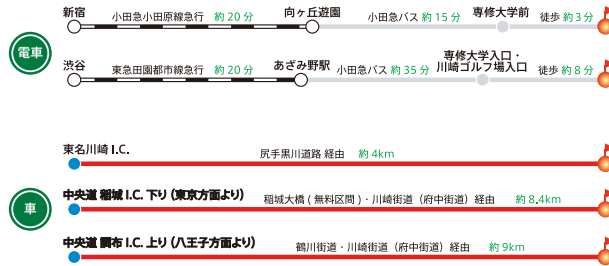 電車
新宿 小田急小田原線急行 約20分 向ヶ丘遊園 小田急バス 約15分 専修大学前 徒歩 約3分
渋谷 東急田園都市線急行 約20分 あざみ野駅 小田急バス 約35分 専修大学入口・
川崎ゴルフ場入口 徒歩 約8分
車
東名川崎 I.C. 尻手黒川道路 経由 約4km
中央道 稲城 I.C. 下り (東京方面より) 稲城大橋 ( 無料区間 )・川崎街道 (府中街道) 経由 約8.4km
中央道 調布 I.C. 上り (八王子方面より) 鶴川街道・川崎街道 (府中街道) 経由 約9km